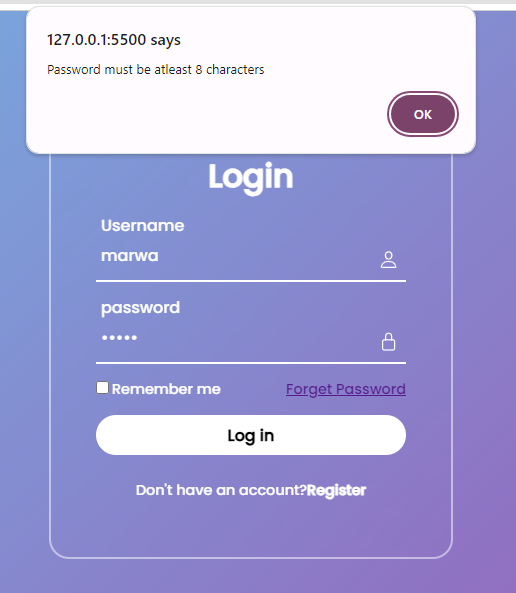 127.0.0.1:5500 says
Password must be atleast 8 characters
OK
Login
Username
marwa
password
•••••
Remember me Forget Password
Log in
Don't have an account?Register